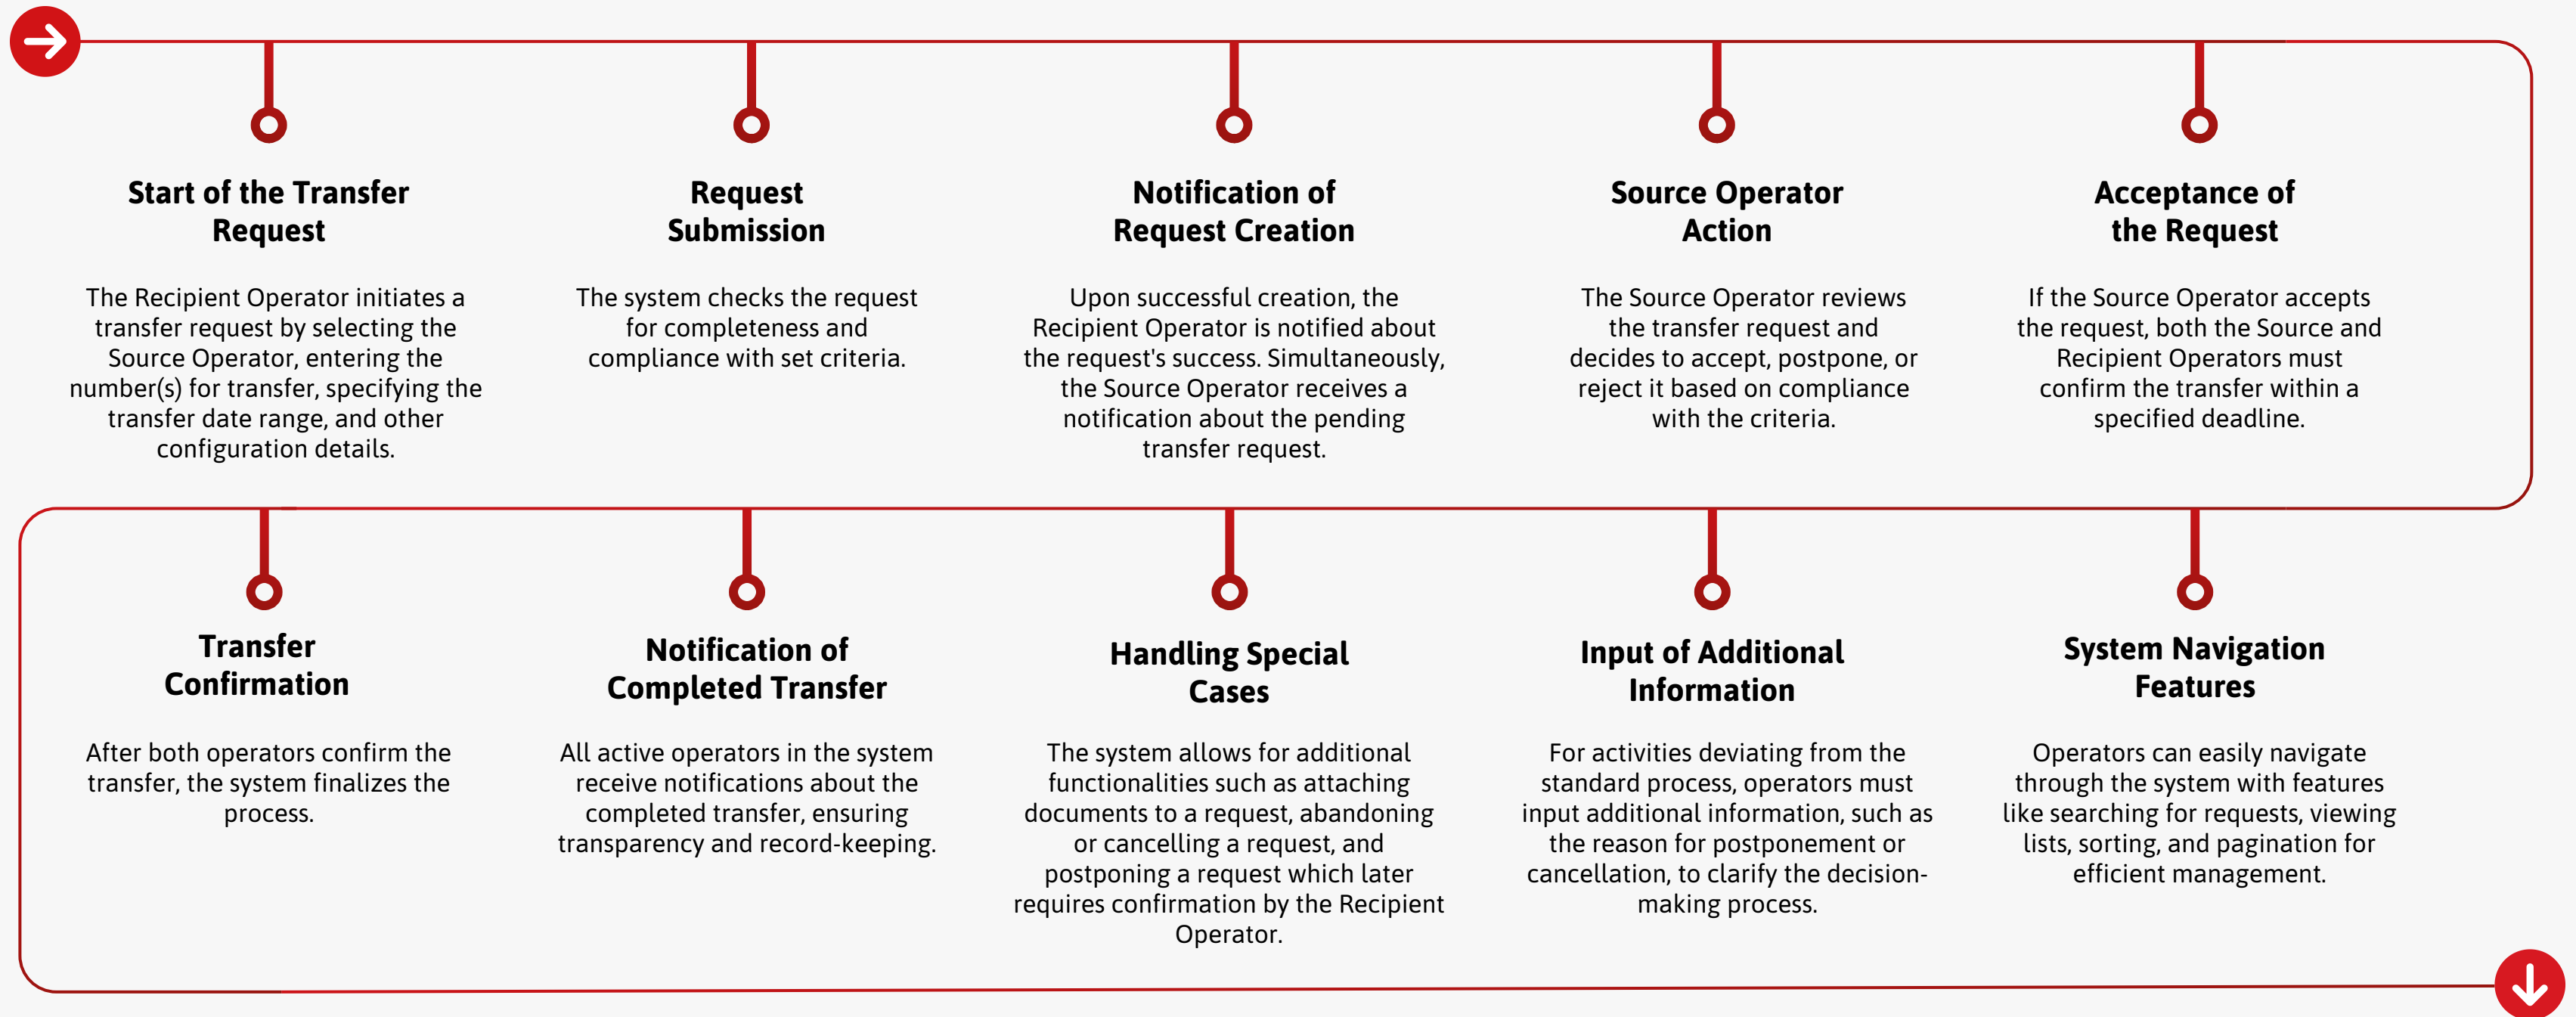 Start of the Transfer
Request
The Recipient Operator initiates a
transfer request by selecting the
Source Operator, entering the
number(s) for transfer, specifying the
transfer date range, and other
configuration details.
Request
Submission
The system checks the request
for completeness and
compliance with set criteria.
Notification of
Request Creation
Upon successful creation, the
Recipient Operator is notified about
the request's success. Simultaneously,
the Source Operator receives a
notification about the pending
transfer request.
Source Operator
Action
The Source Operator reviews
the transfer request and
decides to accept, postpone, or
reject it based on compliance
with the criteria.
Acceptance of
the Request
If the Source Operator accepts
the request, both the Source and
Recipient Operators must
confirm the transfer within a
specified deadline.
Transfer
Confirmation
After both operators confirm the
transfer, the system finalizes the
process.
Notification of
Completed Transfer
All active operators in the system
receive notifications about the
completed transfer, ensuring
transparency and record-keeping.
Handling Special
Cases
The system allows for additional
functionalities such as attaching
documents to a request, abandoning
or cancelling a request, and
postponing a request which later
requires confirmation by the Recipient
Operator.
Input of Additional
Information
For activities deviating from the
standard process, operators must
input additional information, such as
the reason for postponement or
cancellation, to clarify the decision-
making process.
System Navigation
Features
Operators can easily navigate
through the system with features
like searching for requests, viewing
lists, sorting, and pagination for
efficient management.